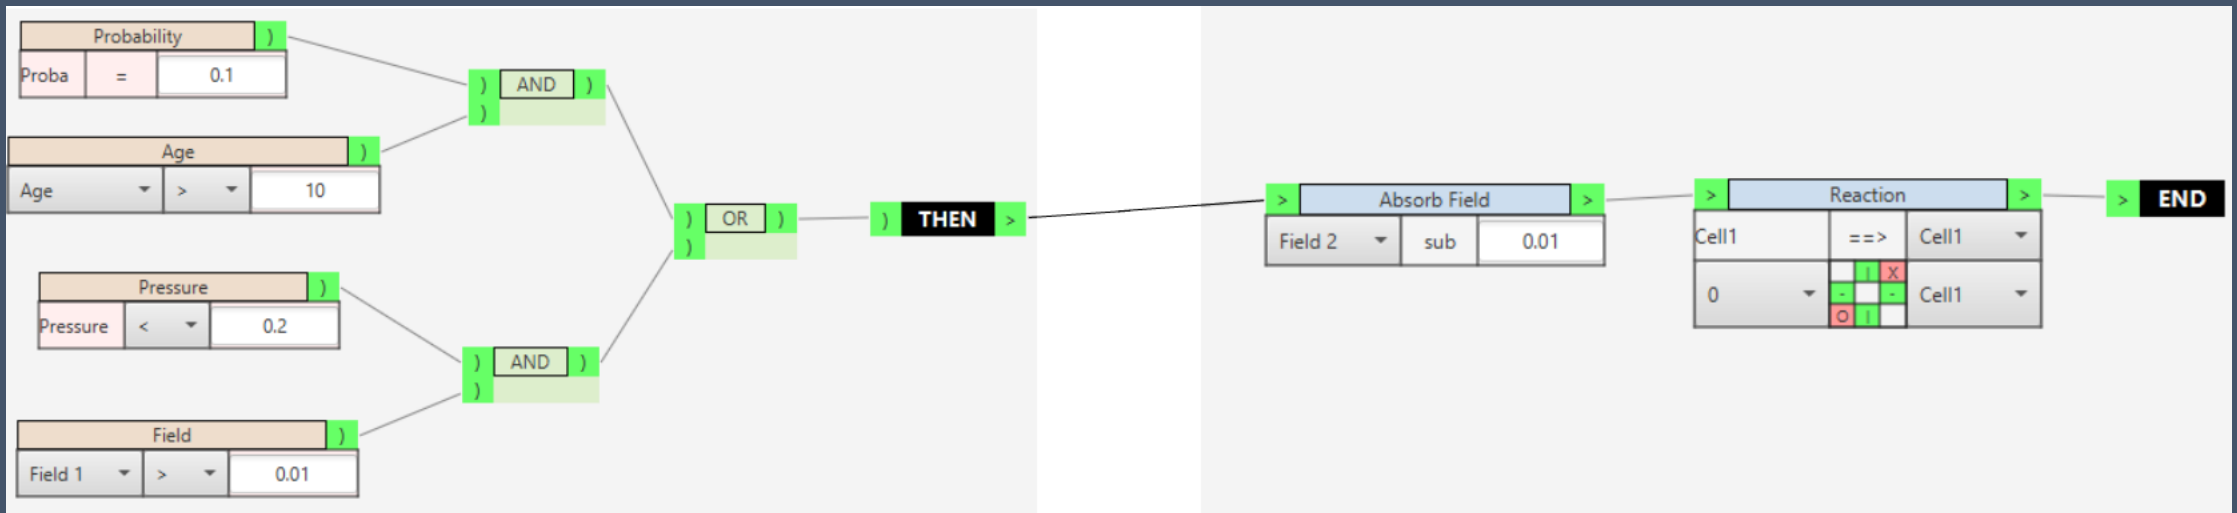 Probability )
Proba = 0.1
) AND )
)
Age )
Age > 10
Pressure )
Pressure < 0.2
) AND )
)
Field )
Field 1 > 0.01
) OR )
)
) THEN >
> Absorb Field >
Field 2 sub 0.01
> Reaction >
Cell1 ==> Cell1
0 | X Cell1
- -
O |
> END